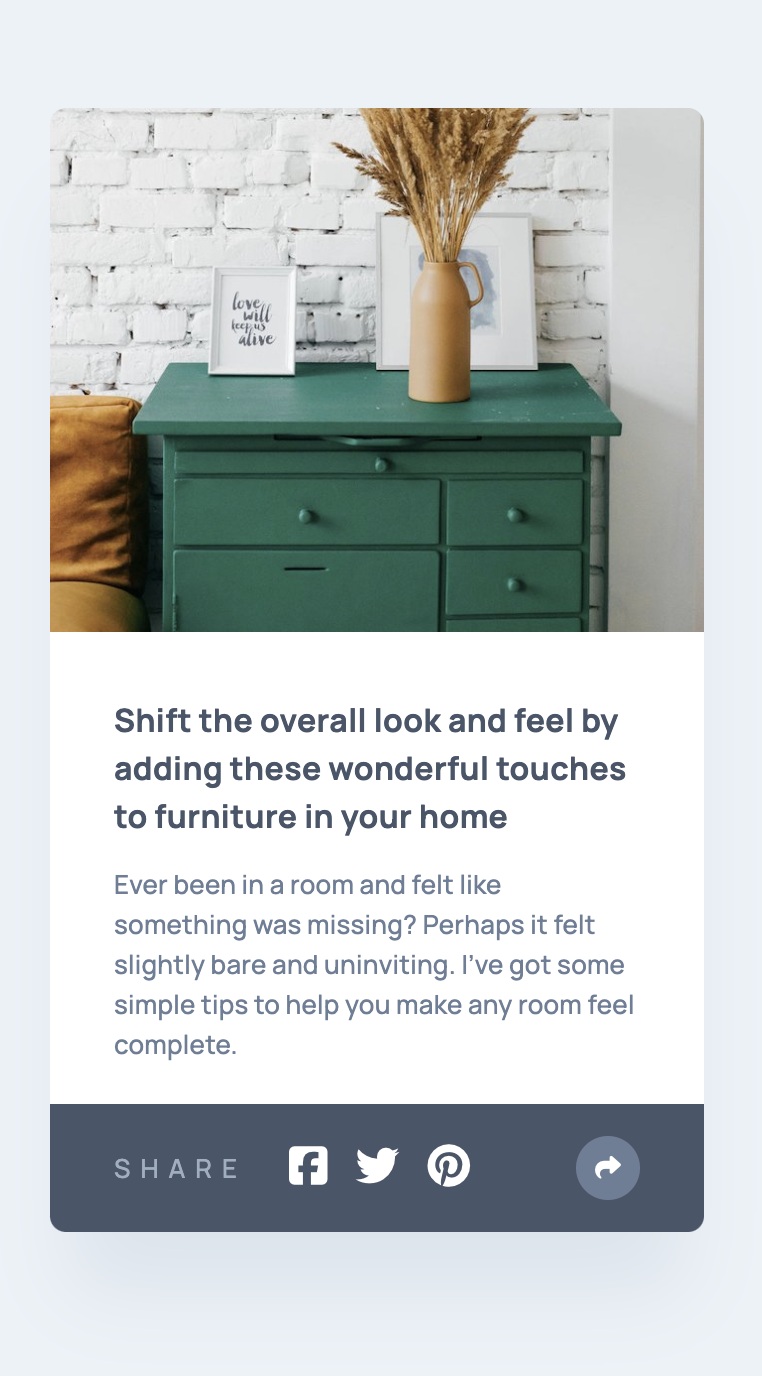 love
will
keep us
alive
Shift the overall look and feel by
adding these wonderful touches
to furniture in your home
Ever been in a room and felt like
something was missing? Perhaps it felt
slightly bare and uninviting. I’ve got some
simple tips to help you make any room feel
complete.
SHARE